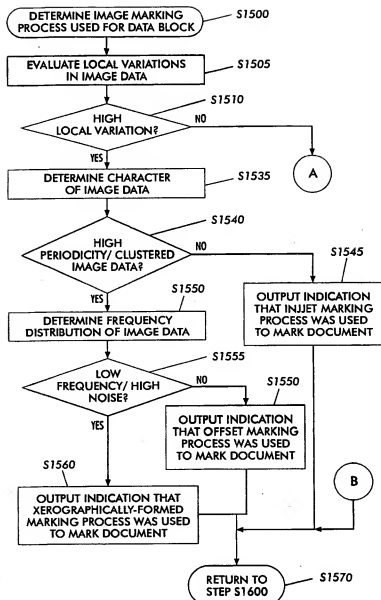 DETERMINE IMAGE MARKING
PROCESS USED FOR DATA BLOCK
S1500
EVALUATE LOCAL VARIATIONS
IN IMAGE DATA
S1505
S1510
HIGH
LOCAL VARIATION?
NO
YES
A
DETERMINE CHARACTER
OF IMAGE DATA
S1535
S1540
HIGH
PERIODICITY/ CLUSTERED
IMAGE DATA?
NO
YES
S1545
OUTPUT INDICATION
THAT INJJET MARKING
PROCESS WAS USED
TO MARK DOCUMENT
S1550
DETERMINE FREQUENCY
DISTRIBUTION OF IMAGE DATA
S1555
LOW
FREQUENCY/ HIGH
NOISE?
NO
YES
S1550
OUTPUT INDICATION
THAT OFFSET MARKING
PROCESS WAS USED
TO MARK DOCUMENT
S1560
OUTPUT INDICATION THAT
XEROGRAPHICALLY-FORMED
MARKING PROCESS WAS USED
TO MARK DOCUMENT
B
RETURN TO
STEP S1600
S1570